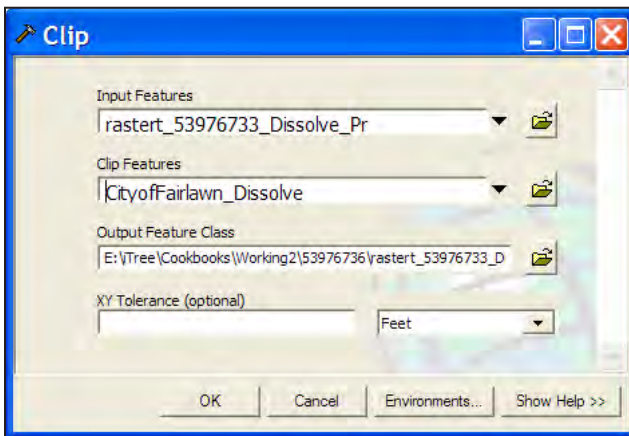 Clip
Input Features
rastert_53976733_Dissolve_Pr
Clip Features
CityofFairlawn_Dissolve
Output Feature Class
E:\iTree\Cookbooks\Working2\53976736\rastert_53976733_D
XY Tolerance (optional)
Feet
OK Cancel Environments... Show Help >>